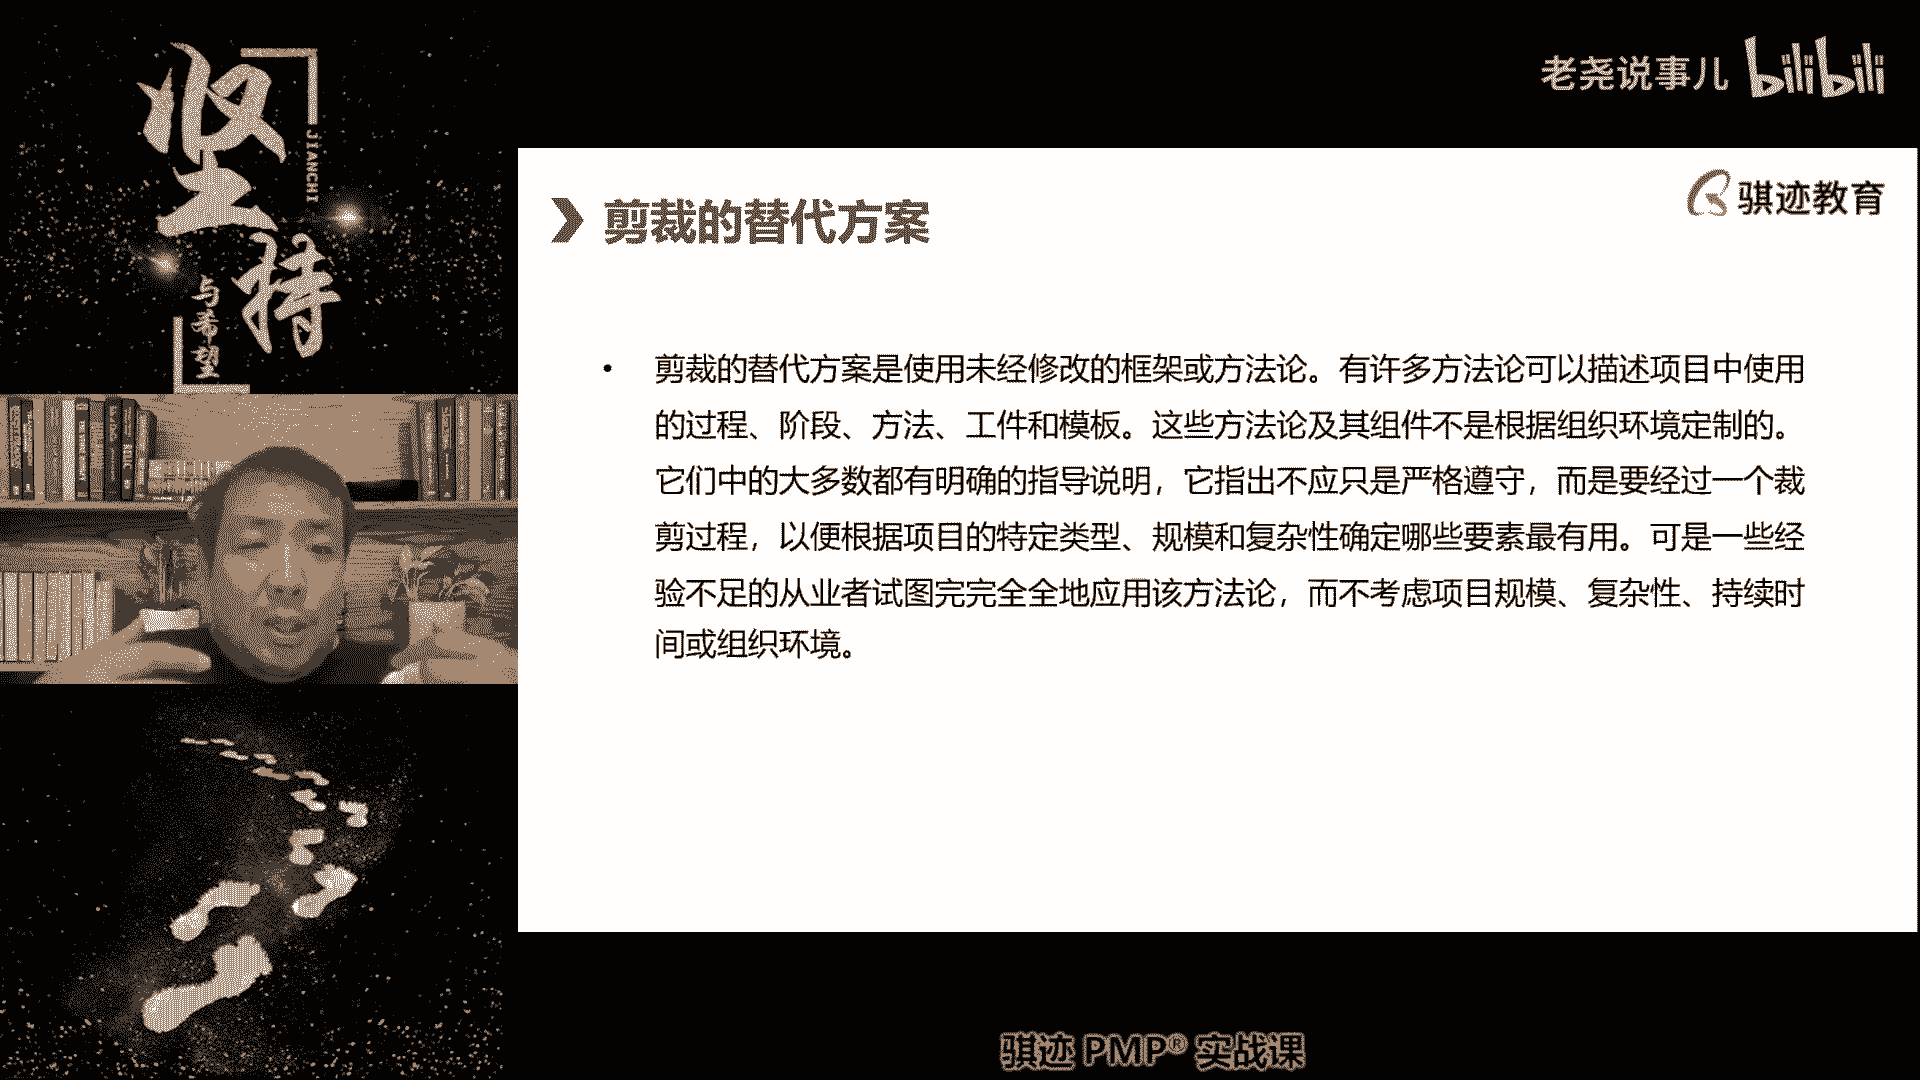 坚持
JIANCHI
与希望
老尧说事儿 bilibili
骐迹教育
剪裁的替代方案
• 剪裁的替代方案是使用未经修改的框架或方法论。有许多方法论可以描述项目中使用
的过程、阶段、方法、工件和模板。这些方法论及其组件不是根据组织环境定制的。
它们中的大多数都有明确的指导说明，它指出不应只是严格遵守，而是要经过一个裁
剪过程，以便根据项目的特定类型、规模和复杂性确定哪些要素最有用。可是一些经
验不足的从业者试图完完全全地应用该方法论，而不考虑项目规模、复杂性、持续时
间或组织环境。
骐迹 PMP® 实战课